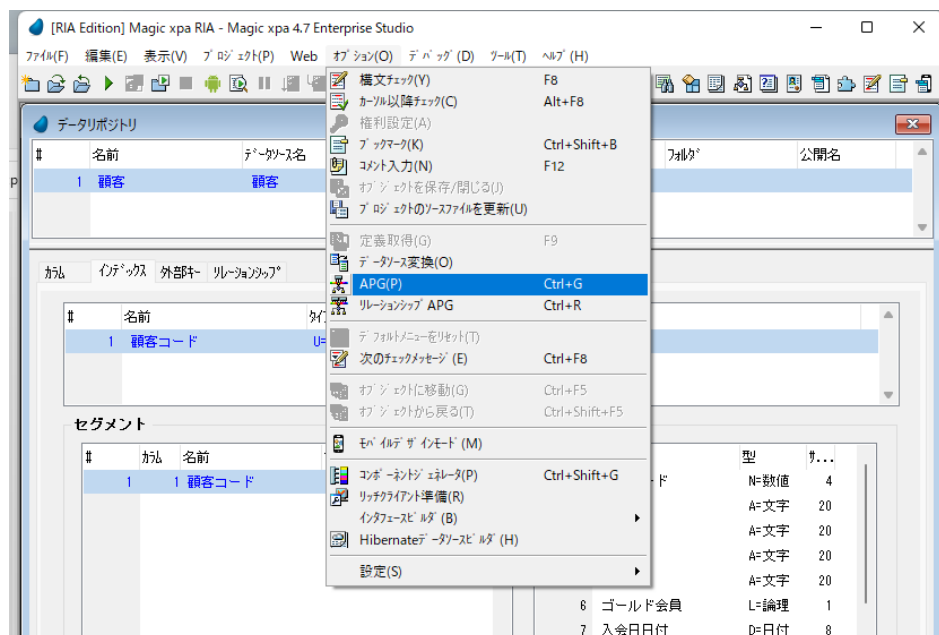 [RIA Edition] Magic xpa RIA - Magic xpa 4.7 Enterprise Studio
ファイル(F) 編集(E) 表示(V) プロジェクト(P) Web オプション(O) デバッグ(D) ツール(T) ヘルプ(H)
データリポジトリ
# 名前 データソース名 フォルダ 公開名
1 顧客 顧客
カラム インデックス 外部キー リレーションシップ
# 名前
1 顧客コード U=
セグメント
# カラム 名前
1 1 顧客コード
構文チェック(Y) F8
カーソル以降チェック(C) Alt+F8
権利設定(A)
ブックマーク(K) Ctrl+Shift+B
コメント入力(N) F12
オブジェクトを保存/閉じる(J)
プロジェクトのソースファイルを更新(U)
定義取得(G) F9
データソース変換(O)
APG(P) Ctrl+G
リレーションシップ APG Ctrl+R
デフォルトメニューをリセット(T)
次のチェックメッセージ(E) Ctrl+F8
オブジェクトに移動(G) Ctrl+F5
オブジェクトから戻る(T) Ctrl+Shift+F5
モバイルデザインモード(M)
コンポーネントジェネレータ(P) Ctrl+Shift+G
リッチクライアント準備(R)
インタフェースビルダ(B)
Hibernateデータソースビルダ(H)
設定(S)
型 サ...
ド N=数値 4
A=文字 20
A=文字 20
A=文字 20
A=文字 20
6 ゴールド会員 L=論理 1
7 入会日日付 D=日付 8